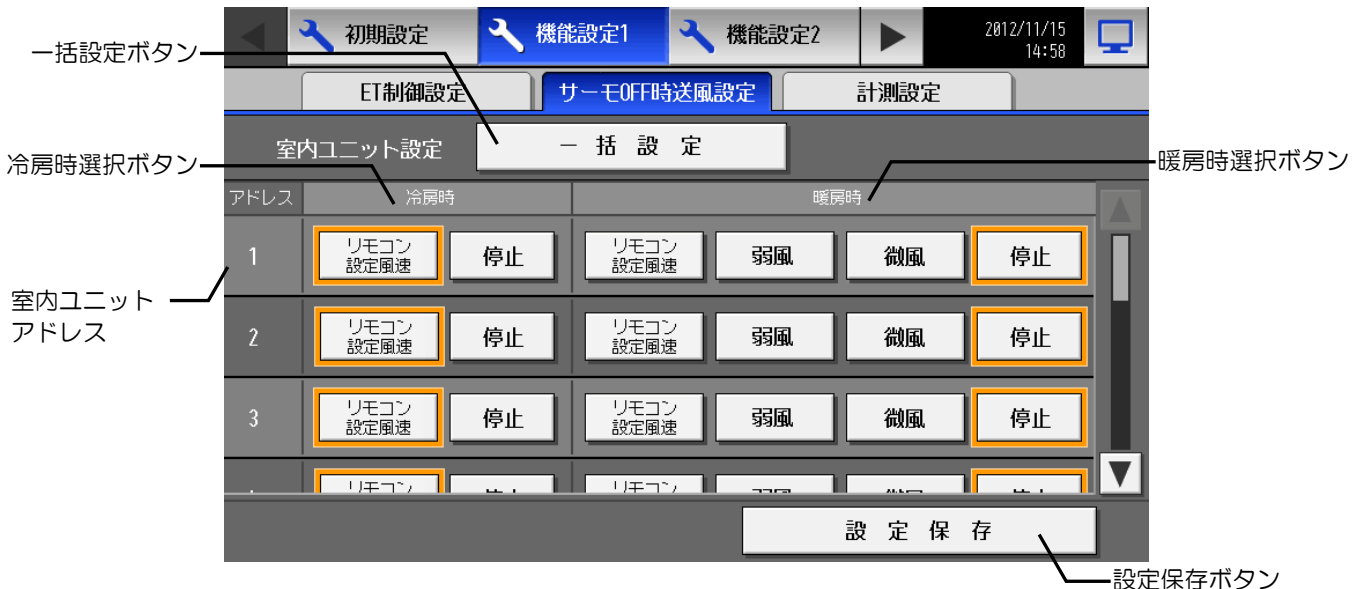 初期設定
機能設定1
機能設定2
2012/11/15
14:58
一括設定ボタン
ET制御設定
サーモOFF時送風設定
計測設定
室内ユニット設定
一括設定
冷房時選択ボタン
暖房時選択ボタン
アドレス
冷房時
暖房時
1
リモコン
設定風速
停止
リモコン
設定風速
弱風
微風
停止
室内ユニット
アドレス
2
リモコン
設定風速
停止
リモコン
設定風速
弱風
微風
停止
3
リモコン
設定風速
停止
リモコン
設定風速
弱風
微風
停止
リモコン
リモコン
設定保存
設定保存ボタン